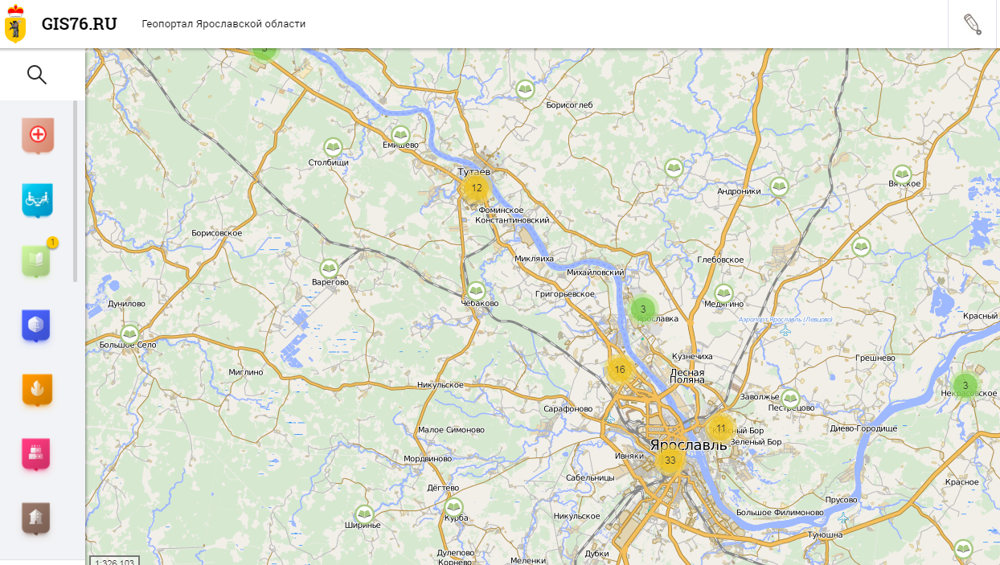 GIS76.RU
Геопортал Ярославской области
Борисоглеб
Емишево
Столбищи
Тутаев
12
Вятское
Андроники
Фоминское
Константиновский
Борисовское
1
Микляиха
Глебовское
Михайловский
Варегово
Григорьевское
Дунилово
Чебаково
Медягино
3
Ярославка
Красный
Аэропорт Ярославль (Левцово)
Большое Село
Кузнечиха
Грешнево
16
Лесная
Поляна
Миглино
Никульское
3
Некрасовское
Заволжье
Пестрецово
Сарафоново
Малое Симоново
11
Красный Бор
Диево-Городище
Ярославль
Зеленый Бор
Ивняки
33
Мордвиново
Сабельницы
Красное
Дёгтево
Прусово
Большое Филимоново
Курба
Никульское
Ширинье
Туношна
Дулепово
Дубки
Меленки
Корнево
1:326 103